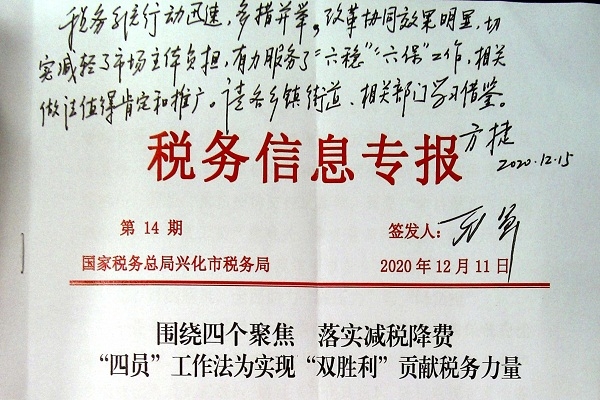 税务系统行动迅速，多措并举，改革协同效果明显，切
实减轻了市场主体负担，有力服务了“六稳”“六保”工作，相关
做法值得肯定和推广。请各乡镇街道、相关部门学习借鉴。
方捷
2020.12.15
税务信息专报
第 14 期
签发人：
国家税务总局兴化市税务局
2020 年 12 月 11 日
围绕四个聚焦 落实减税降费
“四员”工作法为实现“双胜利”贡献税务力量